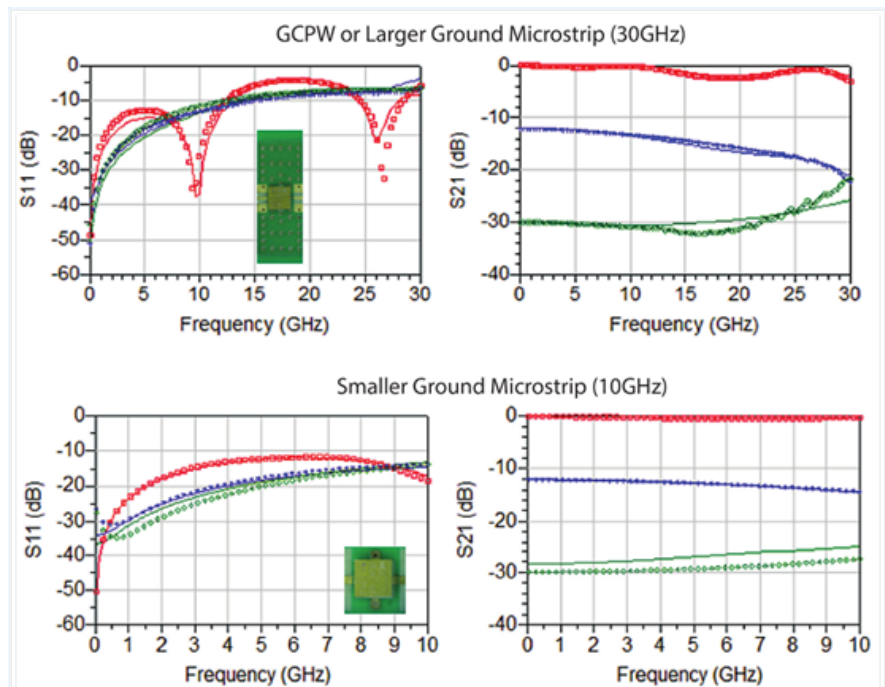 GCPW or Larger Ground Microstrip (30GHz)
S11 (dB)
0
-10
-20
-30
-40
-50
-60
0 5 10 15 20 25 30
Frequency (GHz)
S21 (dB)
0
-10
-20
-30
-40
0 5 10 15 20 25 30
Frequency (GHz)
Smaller Ground Microstrip (10GHz)
S11 (dB)
0
-10
-20
-30
-40
-50
-60
0 1 2 3 4 5 6 7 8 9 10
Frequency (GHz)
S21 (dB)
0
-10
-20
-30
-40
0 1 2 3 4 5 6 7 8 9 10
Frequency (GHz)